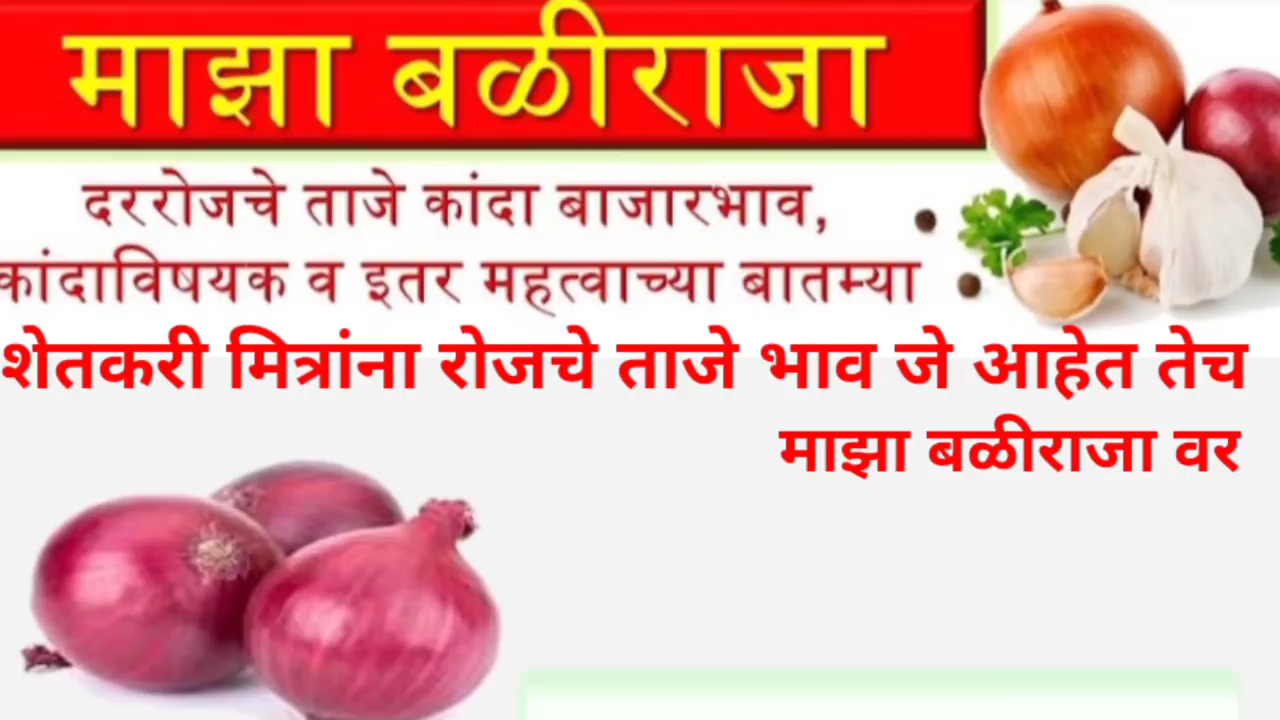 माझा बळीराजा
दररोजचे ताजे कांदा बाजारभाव,
कांदाविषयक व इतर महत्वाच्या बातम्या
शेतकरी मित्रांना रोजचे ताजे भाव जे आहेत तेच
माझा बळीराजा वर